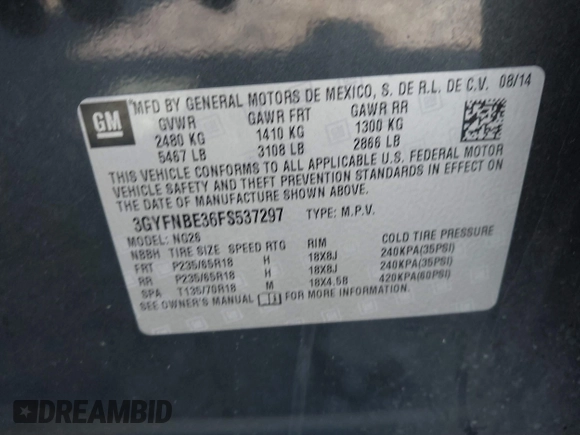 GM
MFD BY GENERAL MOTORS DE MEXICO, S. DE R.L. DE C.V. 08/14
GVWR GAWR FRT GAWR RR
2480 KG 1410 KG 1300 KG
5467 LB 3108 LB 2866 LB
THIS VEHICLE CONFORMS TO ALL APPLICABLE U.S. FEDERAL MOTOR
VEHICLE SAFETY AND THEFT PREVENTION STANDARDS IN EFFECT ON
THE DATE OF MANUFACTURE SHOWN ABOVE.
3GYFNBE36FS537297 TYPE: M.P.V.
MODEL: NG26
NBBH TIRE SIZE SPEED RTG RIM COLD TIRE PRESSURE
FRT P235/65R18 H 18X8J 240KPA(35PSI)
RR P235/65R18 H 18X8J 240KPA(35PSI)
SPA T135/70R18 M 18X4.5B 420KPA(60PSI)
SEE OWNER'S MANUAL FOR MORE INFORMATION
DREAMBID